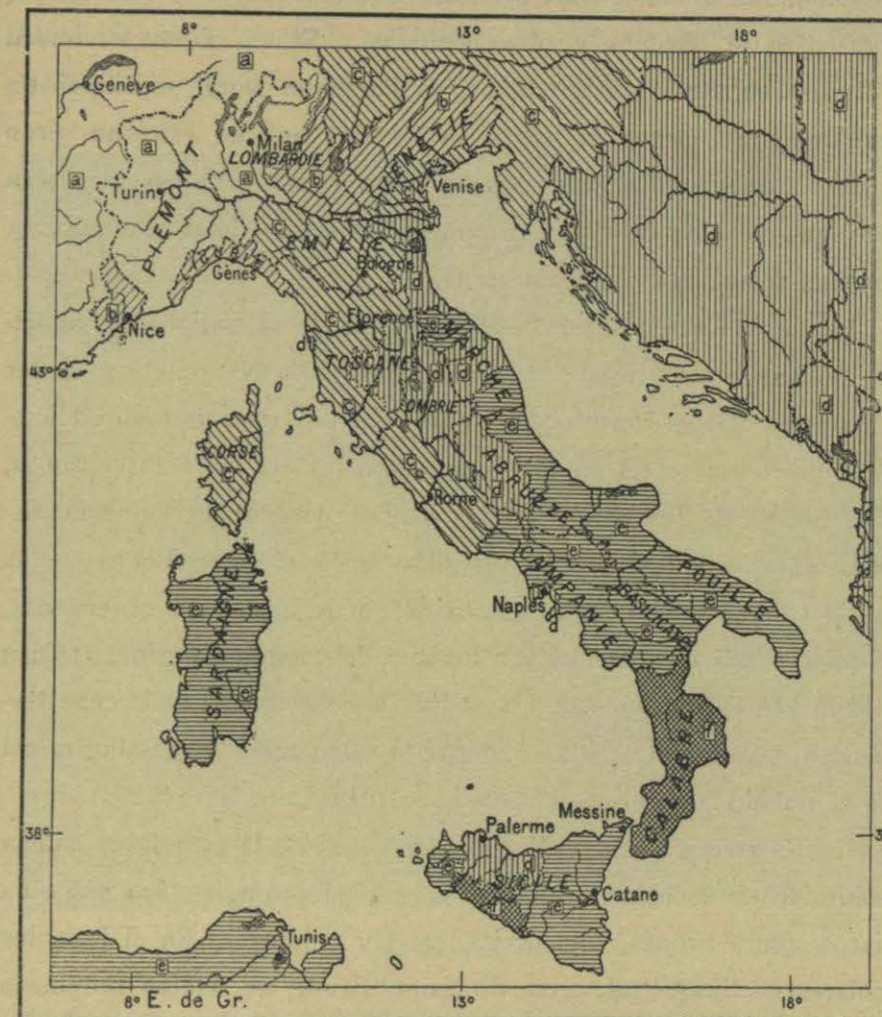 8° 13° 18°
a c d
Genève
b
a Milan c
LOMBARDIE
a a b
VÉNÉTIE
Turin Venise
PIÉMONT
c
EMILIE d
Gênes Bologne
d
b c Florence
Nice MARCHE d
43° TOSCANE d d
OMBRIE
c e d
CORSE
c c
Rome d ABRUZZE
e
e
CAMPANIE POUILLE
Naples BASILICATE e
e e
SARDAIGNE
e f
CALABRE
Messine
38° Palerme 38°
e d
SICILE
Catane
f e
Tunis
e
8° 13° 18°
E. de Gr.